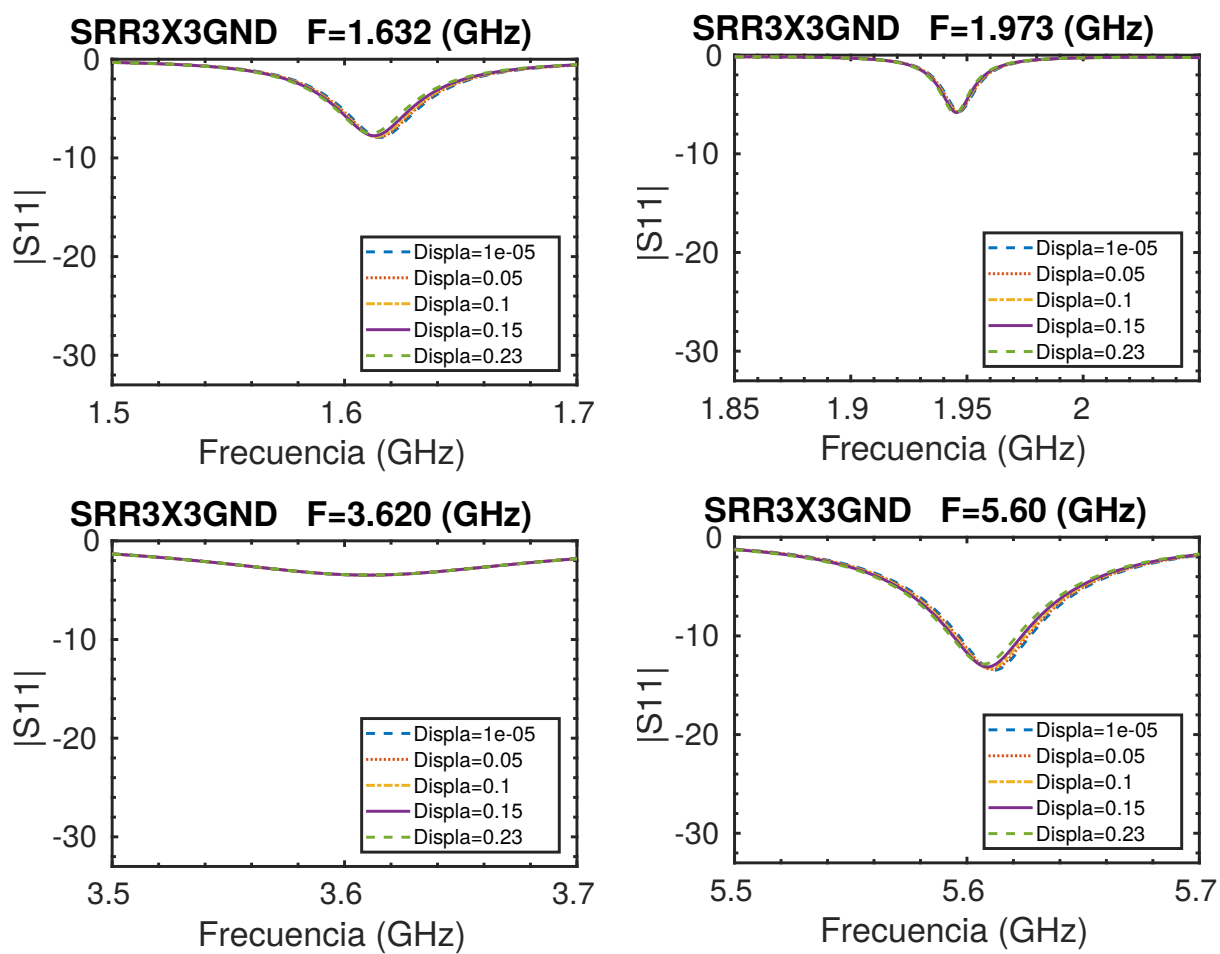 SRR3X3GND F=1.632 (GHz)
0
-10
-20
-30
|S11|
Displa=1e-05
Displa=0.05
Displa=0.1
Displa=0.15
Displa=0.23
1.5 1.6 1.7
Frecuencia (GHz)
SRR3X3GND F=1.973 (GHz)
0
-10
-20
-30
|S11|
Displa=1e-05
Displa=0.05
Displa=0.1
Displa=0.15
Displa=0.23
1.85 1.9 1.95 2
Frecuencia (GHz)
SRR3X3GND F=3.620 (GHz)
0
-10
-20
-30
|S11|
Displa=1e-05
Displa=0.05
Displa=0.1
Displa=0.15
Displa=0.23
3.5 3.6 3.7
Frecuencia (GHz)
SRR3X3GND F=5.60 (GHz)
0
-10
-20
-30
|S11|
Displa=1e-05
Displa=0.05
Displa=0.1
Displa=0.15
Displa=0.23
5.5 5.6 5.7
Frecuencia (GHz)